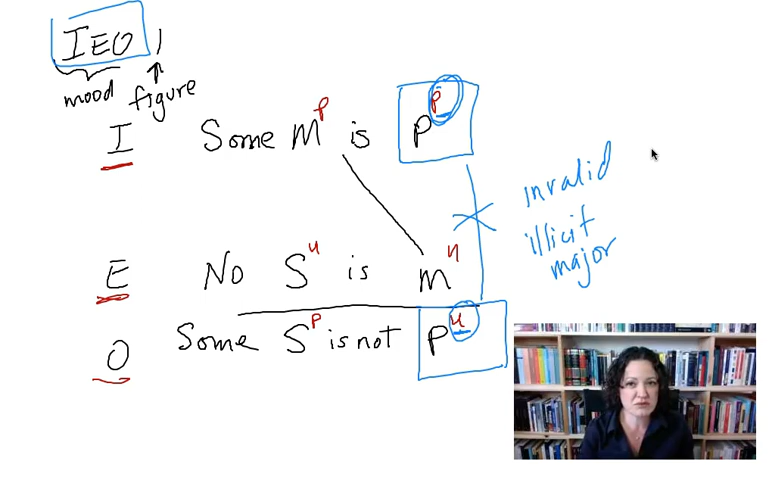 IEO 1
mood figure
I Some M^p is P^p
E No S^u is m^u
O Some S^p is not P^u
invalid
illicit
major